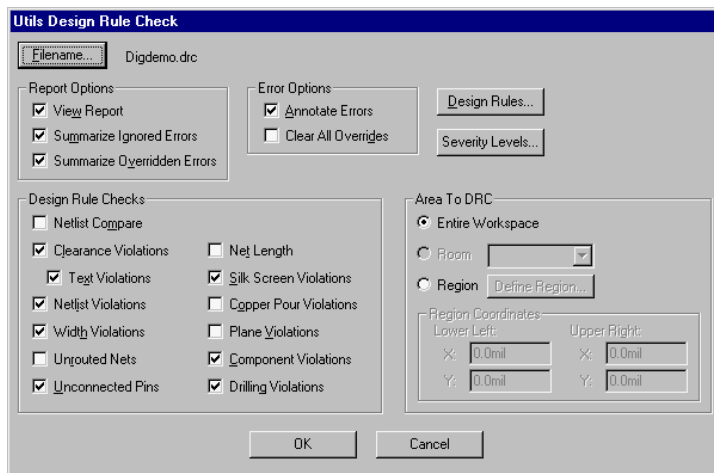 Utils Design Rule Check
Filename... Digdemo.drc
Report Options
View Report
Summarize Ignored Errors
Summarize Overridden Errors
Error Options
Annotate Errors
Clear All Overrides
Design Rules...
Severity Levels...
Design Rule Checks
Netlist Compare
Clearance Violations
Text Violations
Netlist Violations
Width Violations
Unrouted Nets
Unconnected Pins
Net Length
Silk Screen Violations
Copper Pour Violations
Plane Violations
Component Violations
Drilling Violations
Area To DRC
Entire Workspace
Room
Region Define Region...
Region Coordinates
Lower Left: Upper Right:
X: 0.0mil X: 0.0mil
Y: 0.0mil Y: 0.0mil
OK Cancel